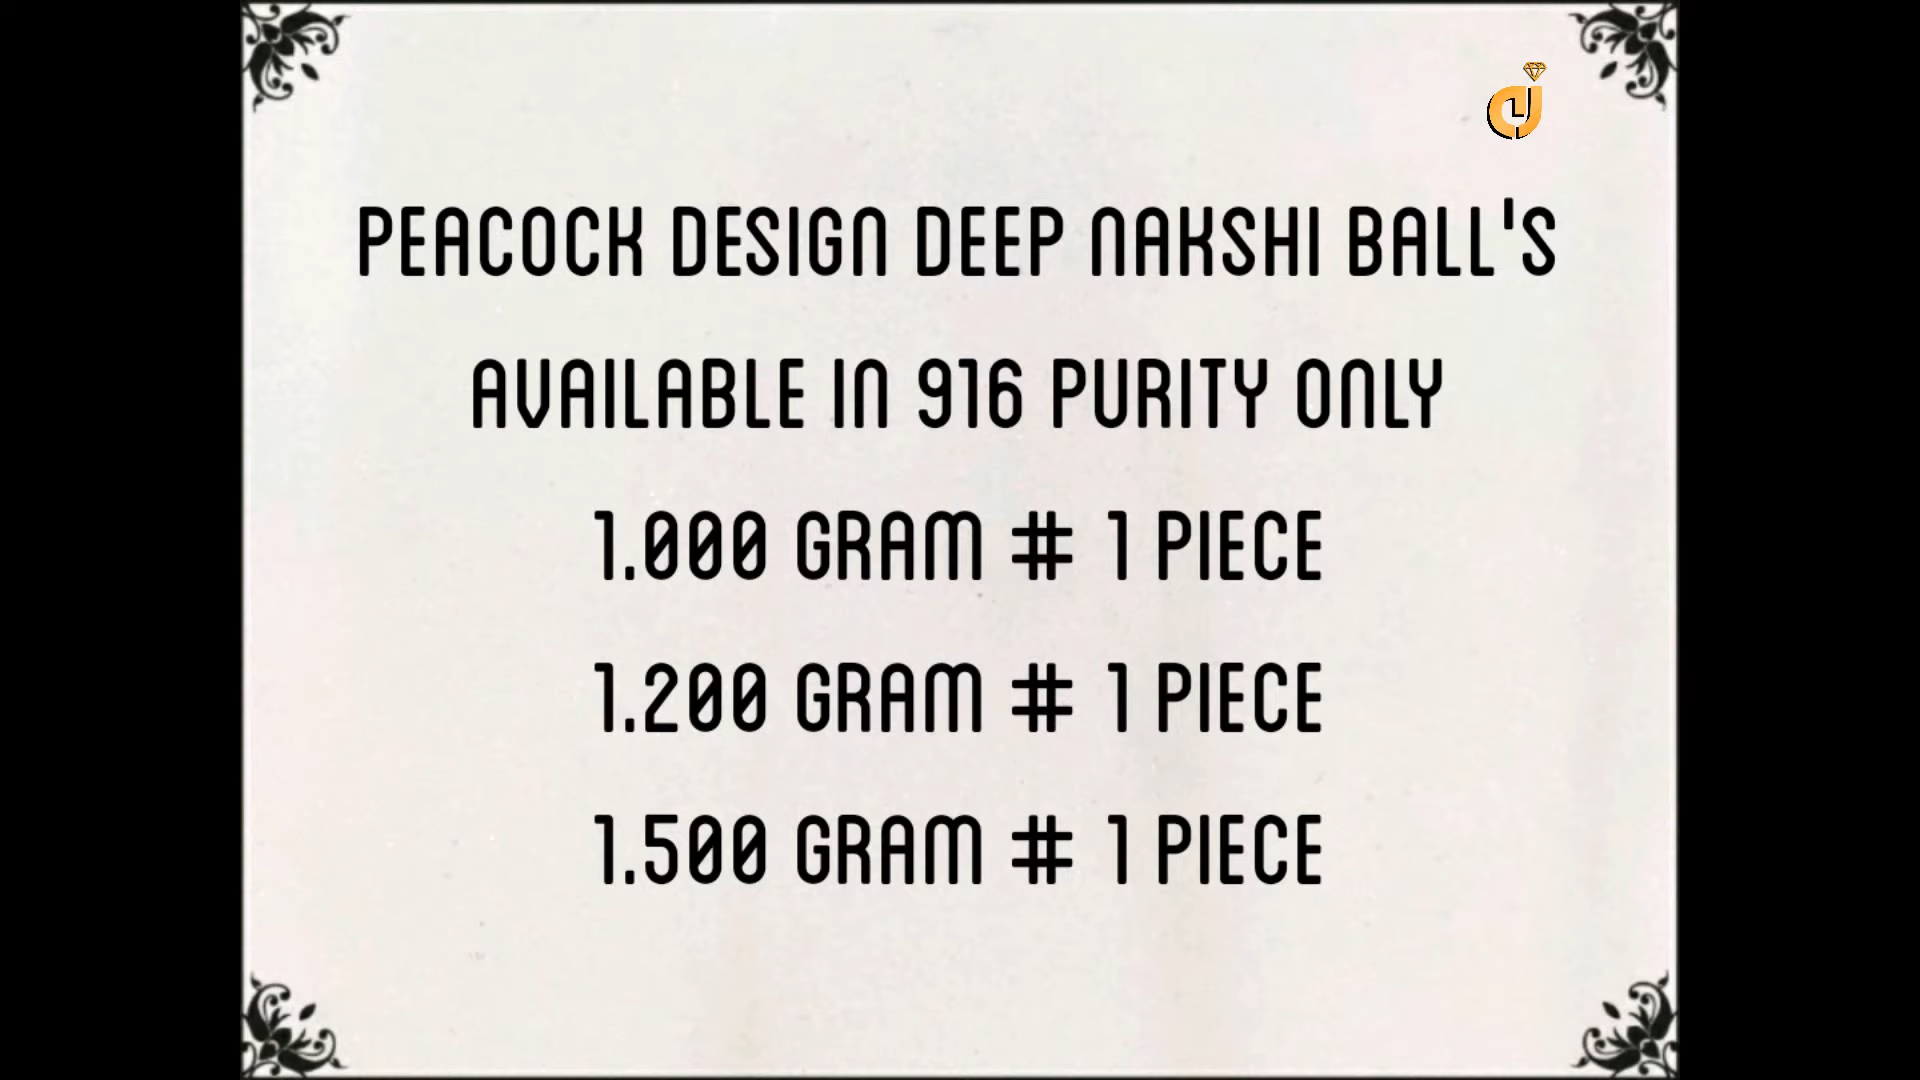 PEACOCK DESIGN DEEP NAKSHI BALL'S
AVAILABLE IN 916 PURITY ONLY
1.000 GRAM # 1 PIECE
1.200 GRAM # 1 PIECE
1.500 GRAM # 1 PIECE